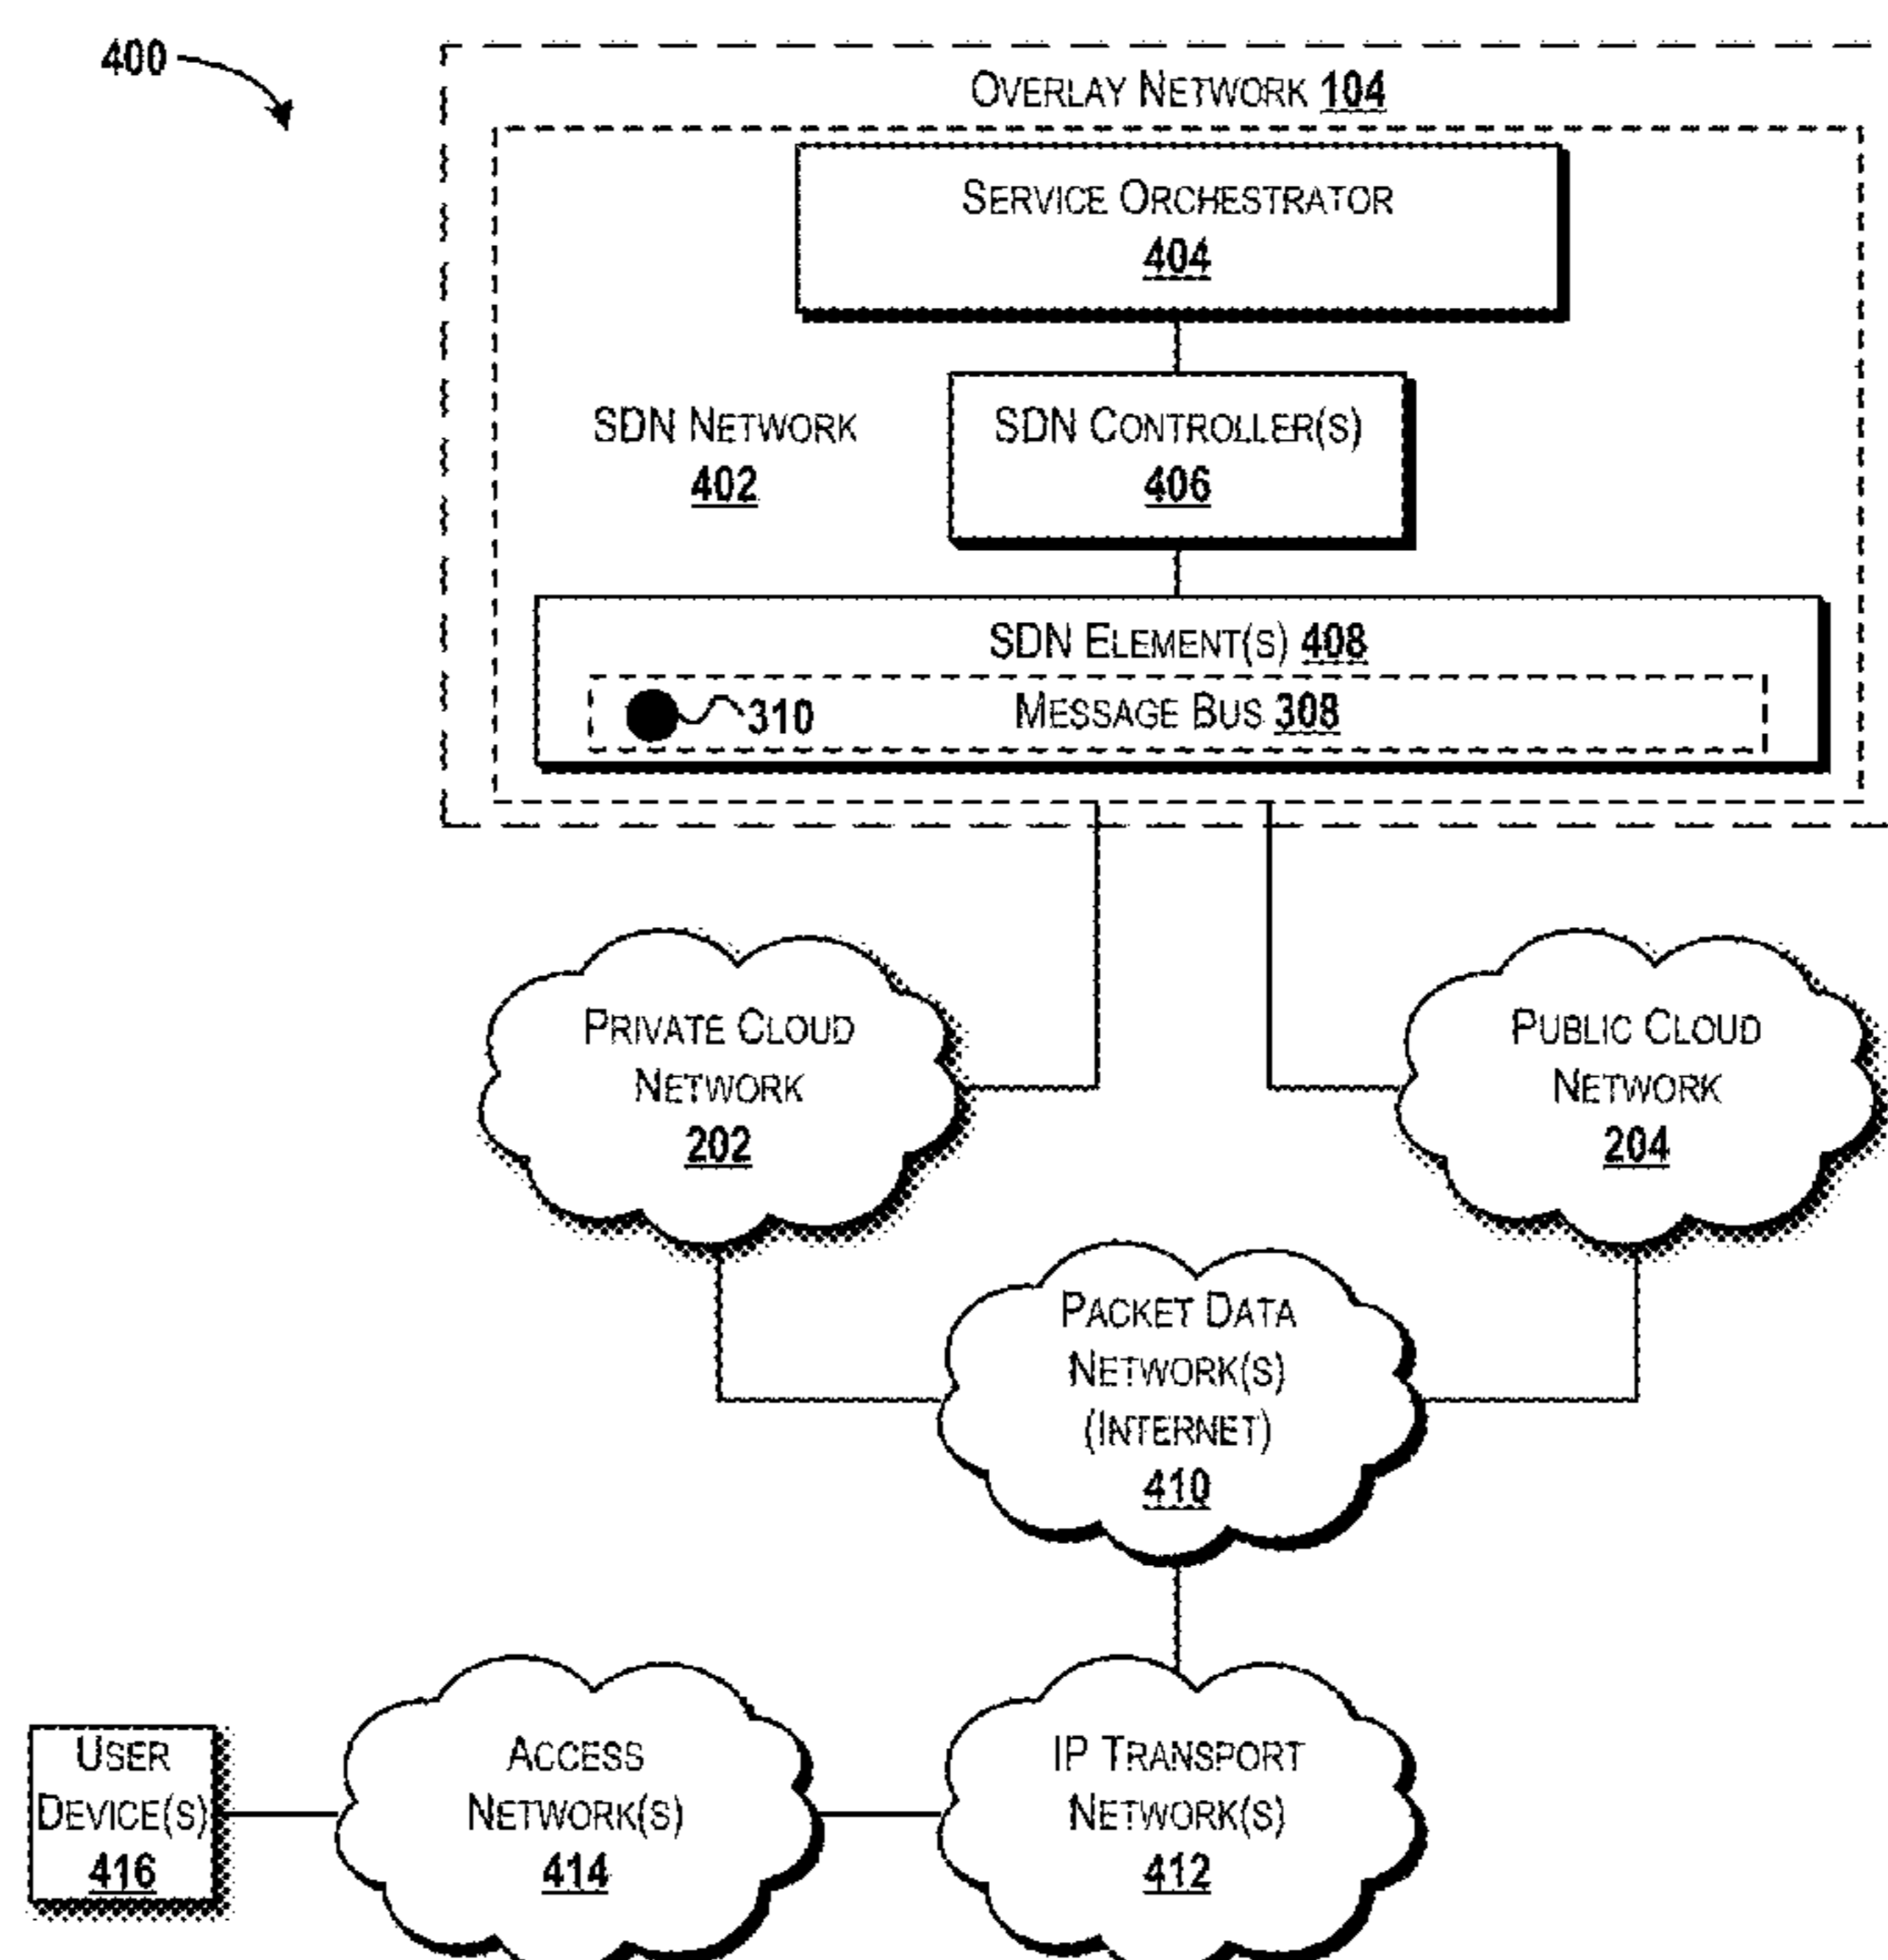 400
OVERLAY NETWORK 104
SERVICE ORCHESTRATOR
404
SDN NETWORK
402
SDN CONTROLLER(S)
406
SDN ELEMENT(S) 408
310
MESSAGE BUS 308
PRIVATE CLOUD
NETWORK
202
PUBLIC CLOUD
NETWORK
204
PACKET DATA
NETWORK(S)
(INTERNET)
410
USER
DEVICE(S)
416
ACCESS
NETWORK(S)
414
IP TRANSPORT
NETWORK(S)
412